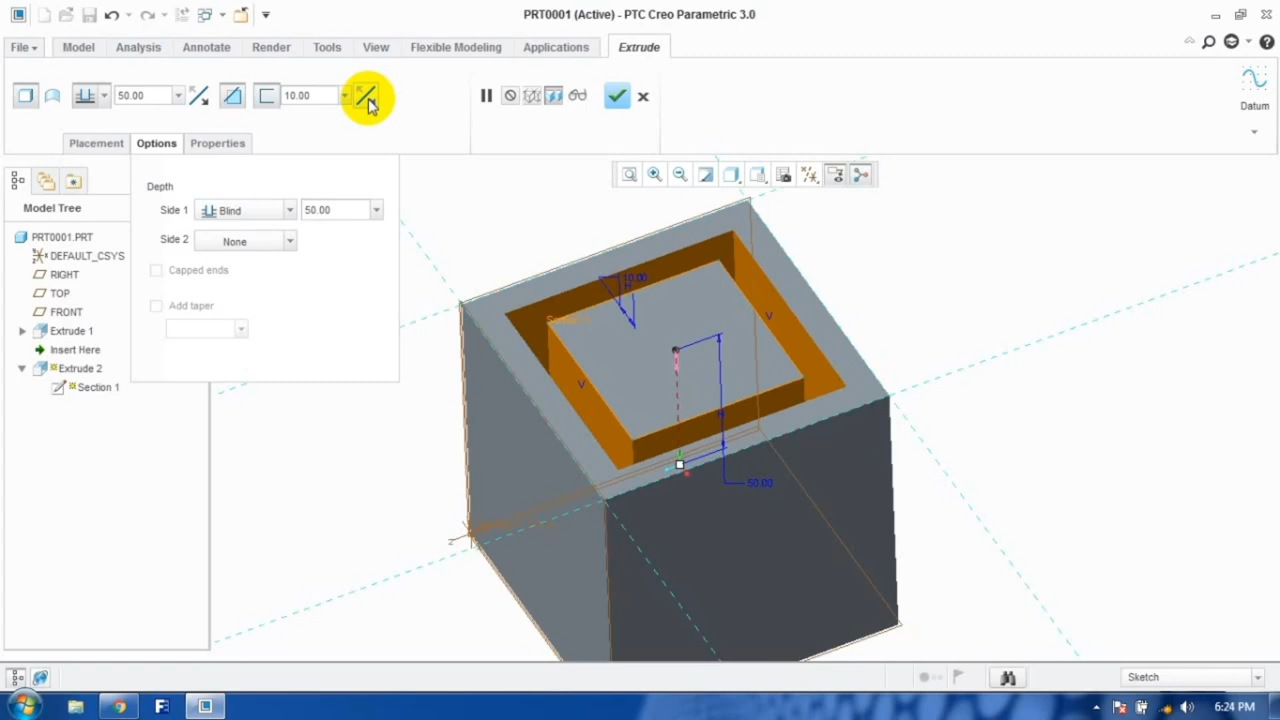 PRT0001 (Active) - PTC Creo Parametric 3.0
File Model Analysis Annotate Render Tools View Flexible Modeling Applications Extrude
50.00 10.00
Datum
Placement Options Properties
Depth
Side 1 Blind 50.00
Side 2 None
Capped ends
Add taper
Model Tree
PRT0001.PRT
DEFAULT_CSYS
RIGHT
TOP
FRONT
Extrude 1
Insert Here
Extrude 2
Section 1
10.00
H
V
V
H
50.00
z
Sketch
6:24 PM